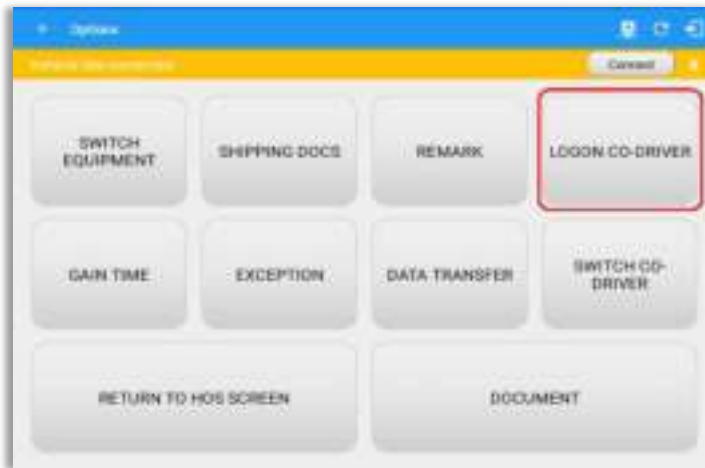 Options
Connect
SWITCH
EQUIPMENT
SHIPPING DOCS
REMARK
LOGON CO-DRIVER
GAIN TIME
EXCEPTION
DATA TRANSFER
SWITCH CO-
DRIVER
RETURN TO HOS SCREEN
DOCUMENT